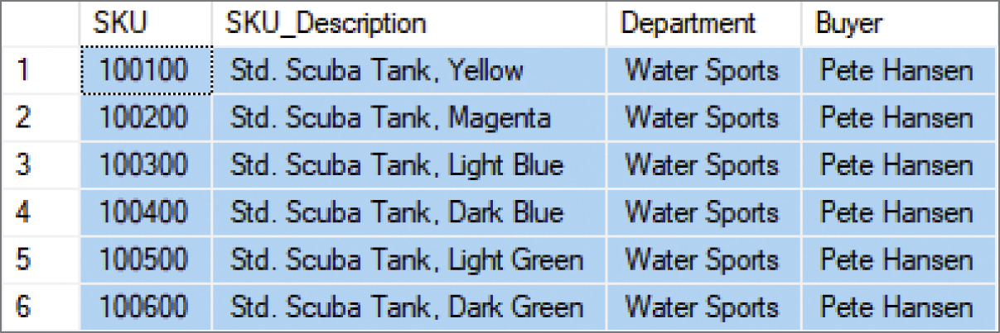 SKU SKU_Description Department Buyer
1 100100 Std. Scuba Tank, Yellow Water Sports Pete Hansen
2 100200 Std. Scuba Tank, Magenta Water Sports Pete Hansen
3 100300 Std. Scuba Tank, Light Blue Water Sports Pete Hansen
4 100400 Std. Scuba Tank, Dark Blue Water Sports Pete Hansen
5 100500 Std. Scuba Tank, Light Green Water Sports Pete Hansen
6 100600 Std. Scuba Tank, Dark Green Water Sports Pete Hansen